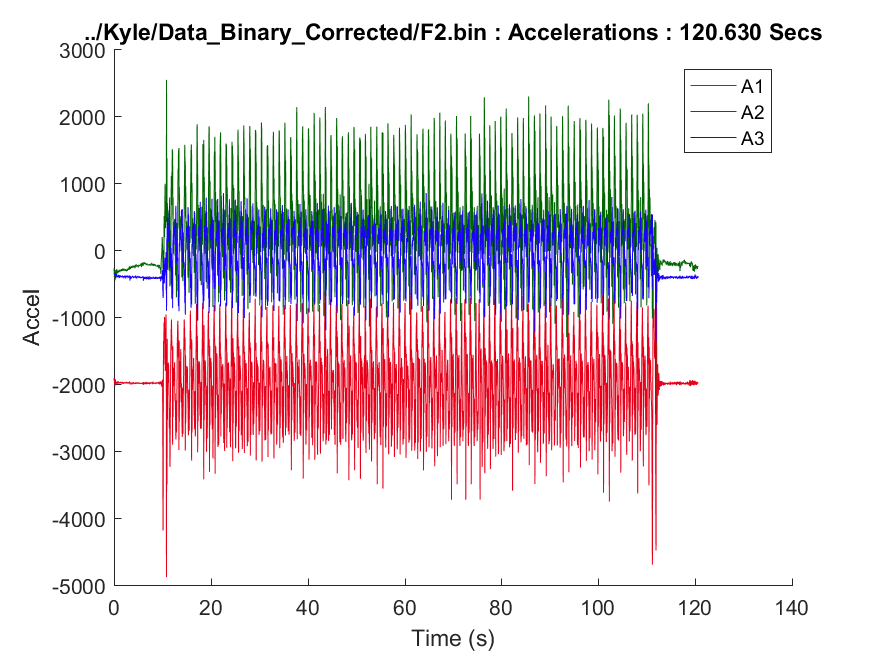 ../Kyle/Data_Binary_Corrected/F2.bin : Accelerations : 120.630 Secs
3000
2000
1000
0
-1000
-2000
-3000
-4000
-5000
Accel
A1
A2
A3
0 20 40 60 80 100 120 140
Time (s)